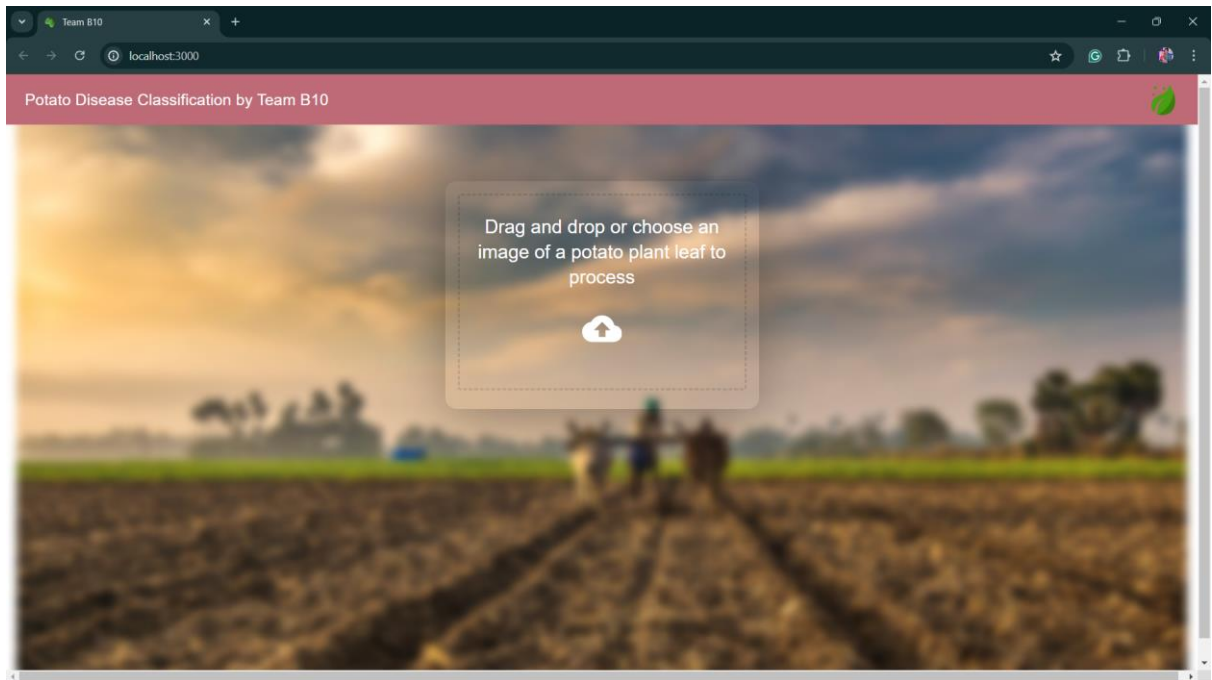 Team B10
localhost:3000
Potato Disease Classification by Team B10
Drag and drop or choose an
image of a potato plant leaf to
process